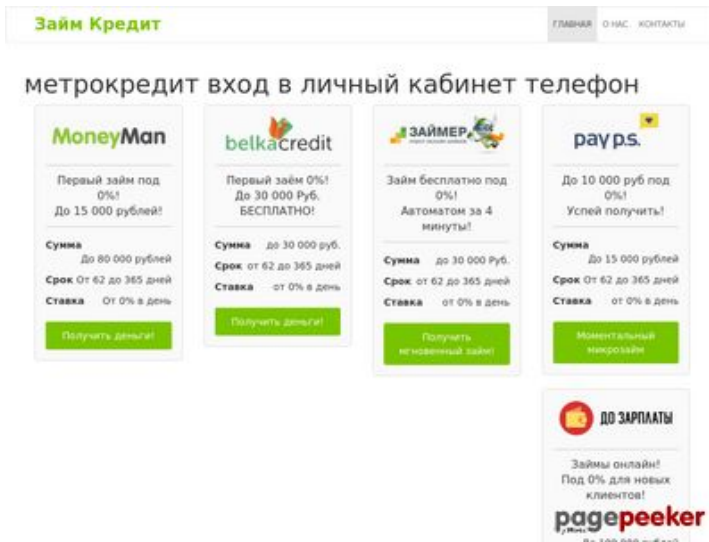 Займ Кредит
ГЛАВНАЯ О НАС КОНТАКТЫ
метрокредит вход в личный кабинет телефон
MoneyMan
Первый займ под
0%!
До 15 000 рублей!
Сумма
До 80 000 рублей
Срок От 62 до 365 дней
Ставка От 0% в день
Получить деньги!
belkacredit
Первый заём 0%!
До 30 000 Руб.
БЕСПЛАТНО!
Сумма до 30 000 руб.
Срок от 62 до 365 дней
Ставка от 0% в день
Получить деньги!
ЗАЙМЕР
Займ бесплатно под
0%!
Автоматом за 4
минуты!
Сумма до 30 000 Руб.
Срок от 62 до 365 дней
Ставка от 0% в день
Получить
мгновенный займ!
pay p.s.
До 10 000 руб под
0%!
Успей получить!
Сумма
До 15 000 рублей
Срок От 62 до 365 дней
Ставка От 0% в день
Моментальный
микрозайм
ДО ЗАРПЛАТЫ
Займы онлайн!
Под 0% для новых
клиентов!
pagepeeker
До 100 000 рублей